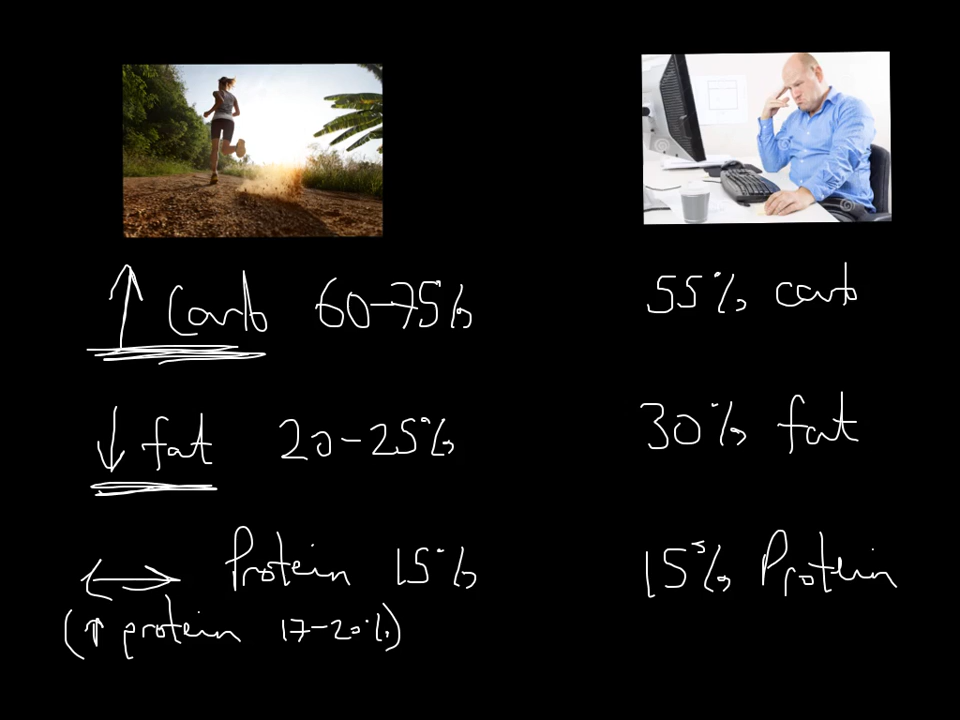 ↑ Carb 60-75%
55% carb
↓ fat 20-25%
30% fat
↔ Protein 15%
15% Protein
(↑ protein 17-20%)